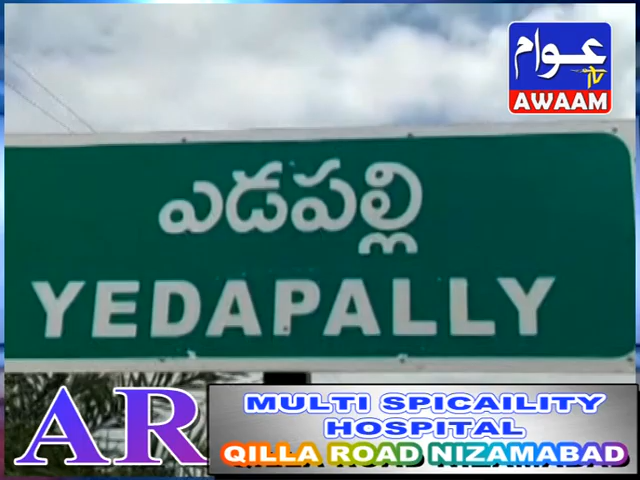 عوام
TV
AWAAM
ఎడపల్లి
YEDAPALLY
AR
MULTI SPICAILITY
HOSPITAL
QILLA ROAD NIZAMABAD